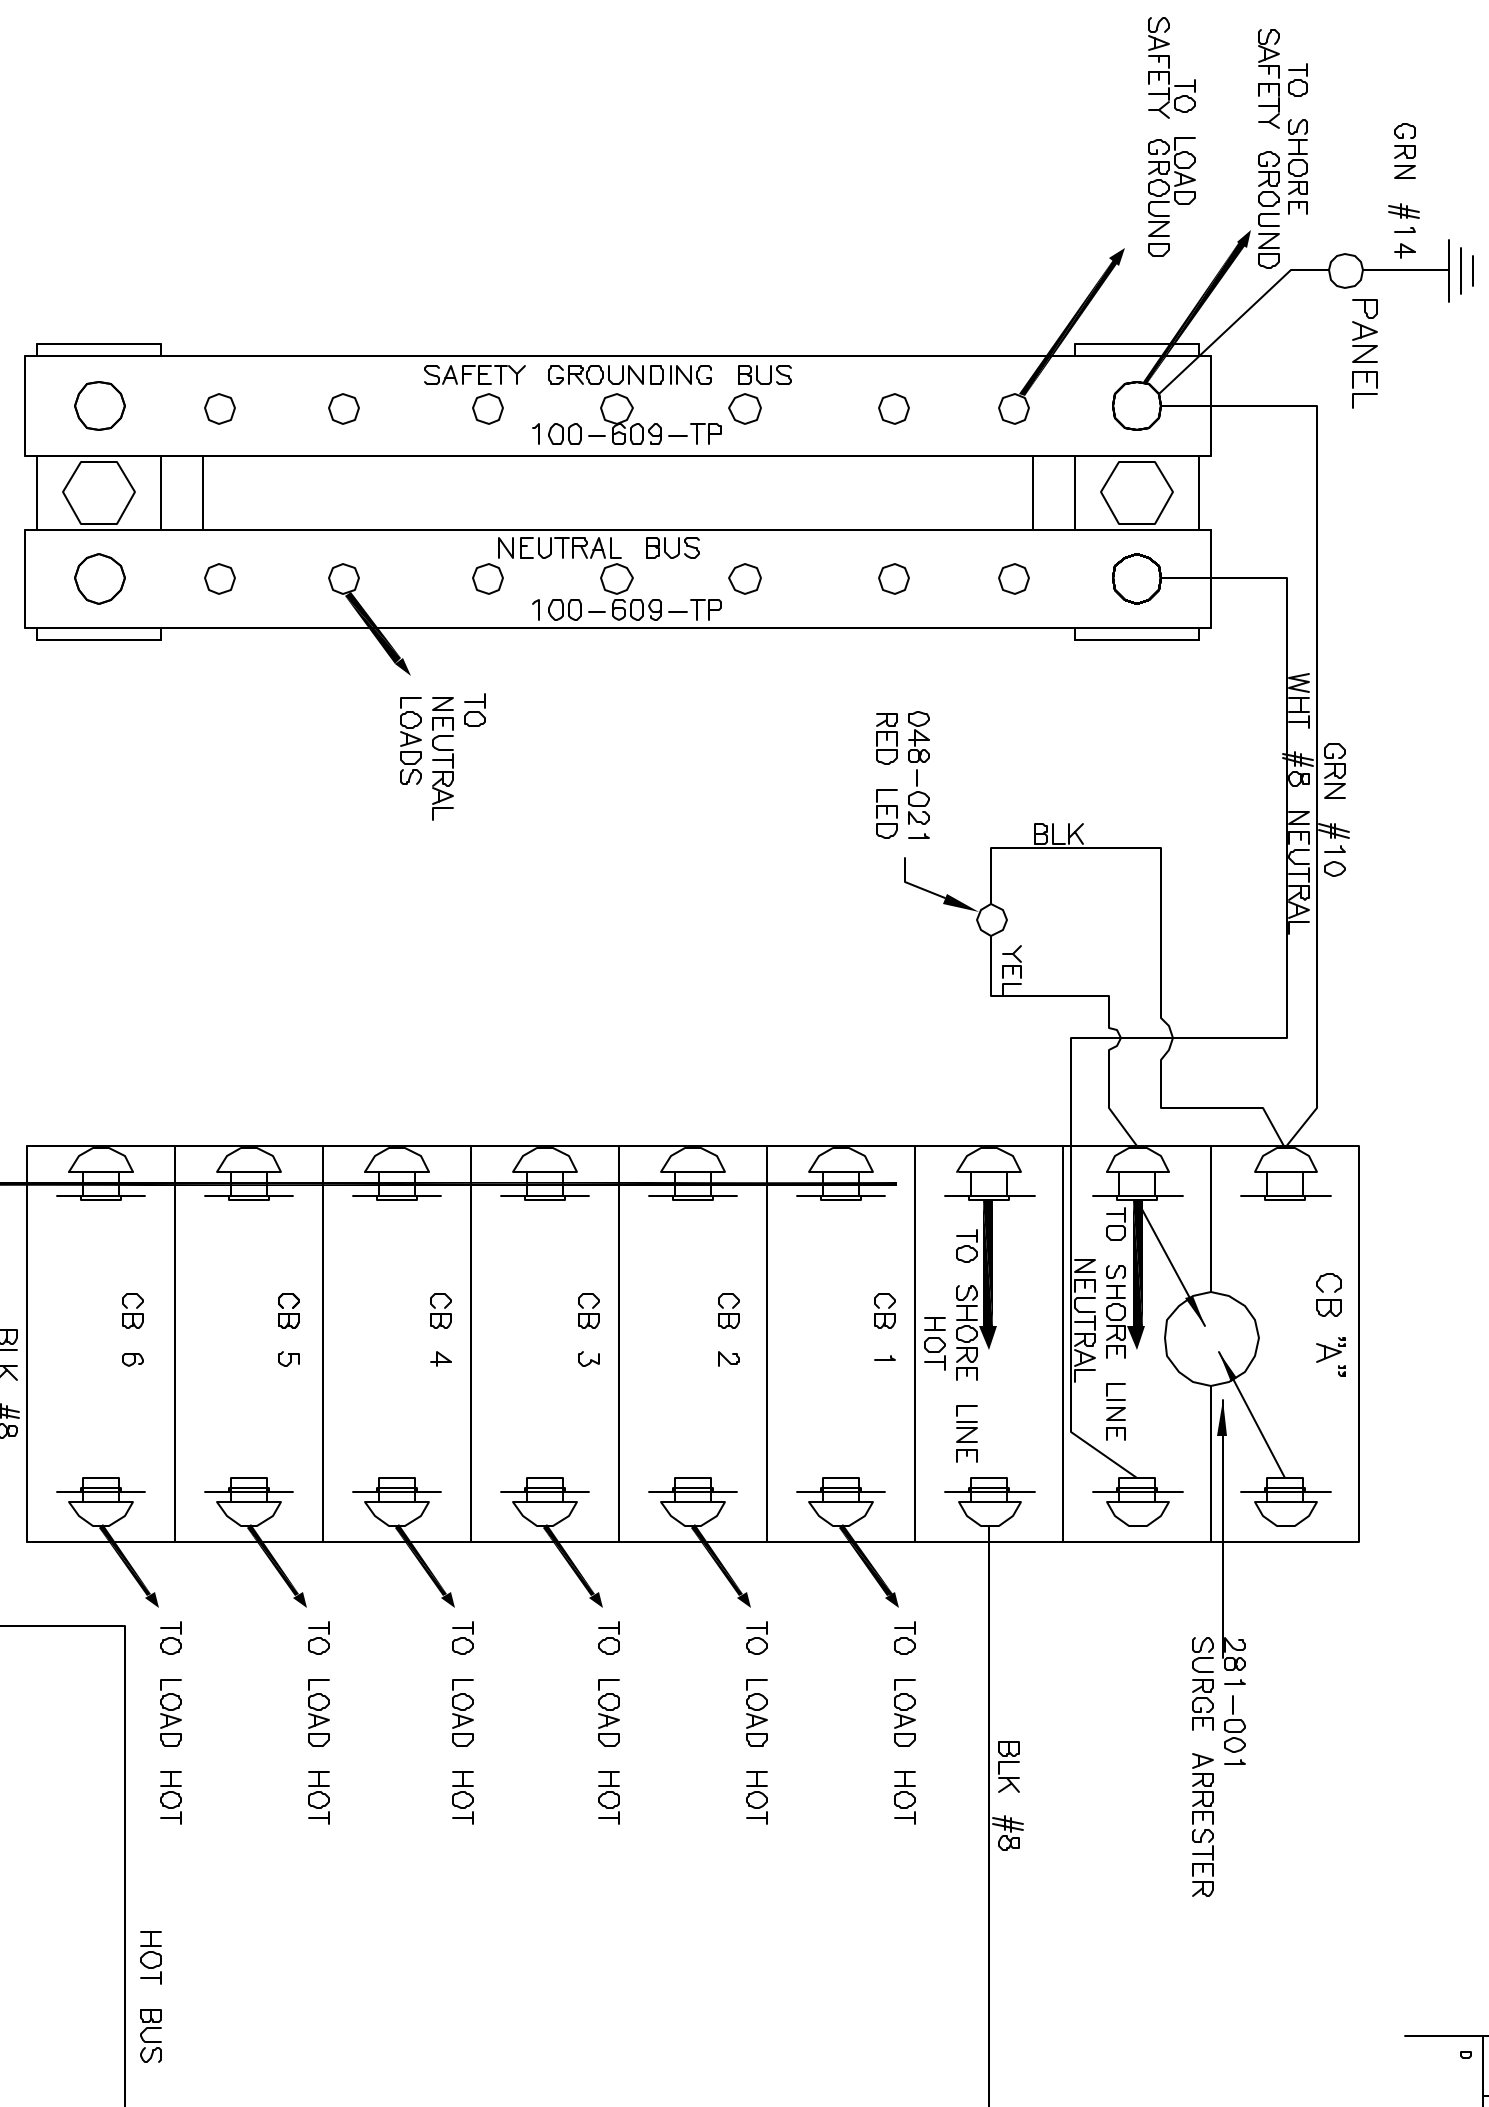 GRN #14
PANEL
TO SHORE
SAFETY GROUND
TO LOAD
SAFETY GROUND
SAFETY GROUNDING BUS
100-609-TP
NEUTRAL BUS
100-609-TP
TO
NEUTRAL
LOADS
048-021
RED LED
BLK
YEL
WHT #8 NEUTRAL
GRN #10
CB "A"
TO SHORE LINE
NEUTRAL
TO SHORE LINE
HOT
CB 1
CB 2
CB 3
CB 4
CB 5
CB 6
BLK #8
281-001
SURGE ARRESTER
BLK #8
TO LOAD HOT
TO LOAD HOT
TO LOAD HOT
TO LOAD HOT
TO LOAD HOT
TO LOAD HOT
HOT BUS
D